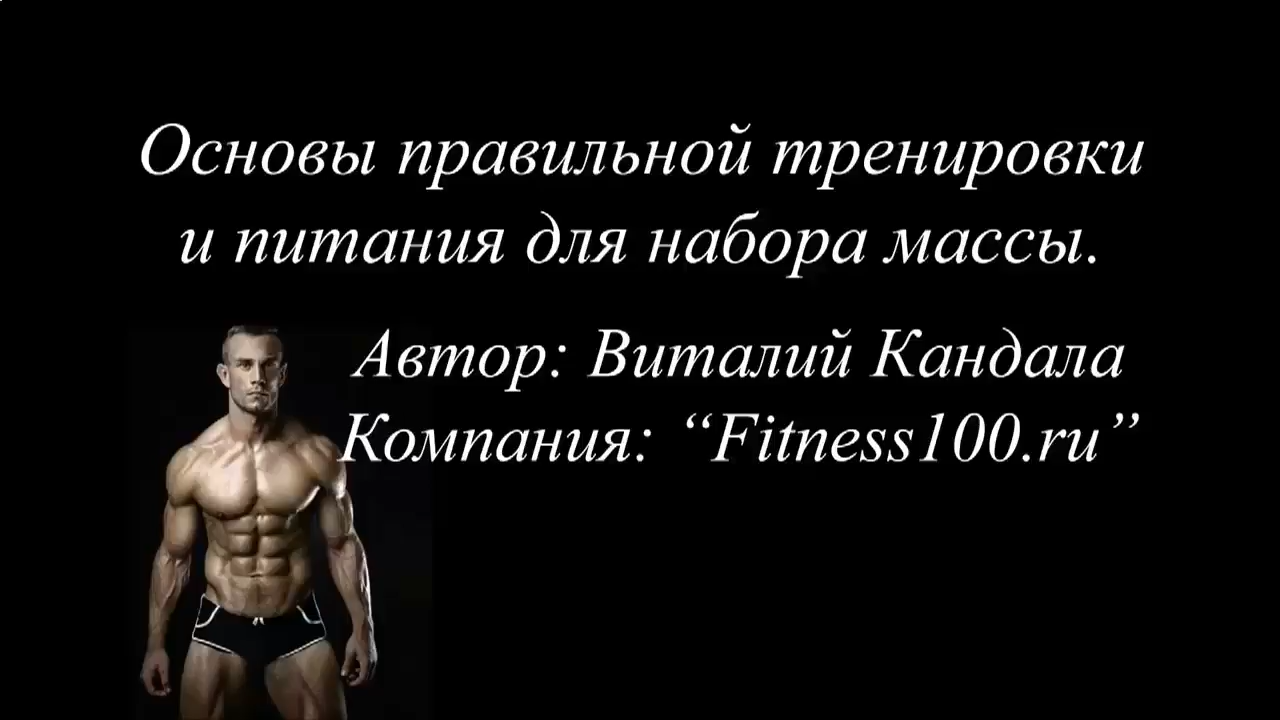 Основы правильной тренировки
и питания для набора массы.
Автор: Виталий Кандала
Компания: “Fitness100.ru”